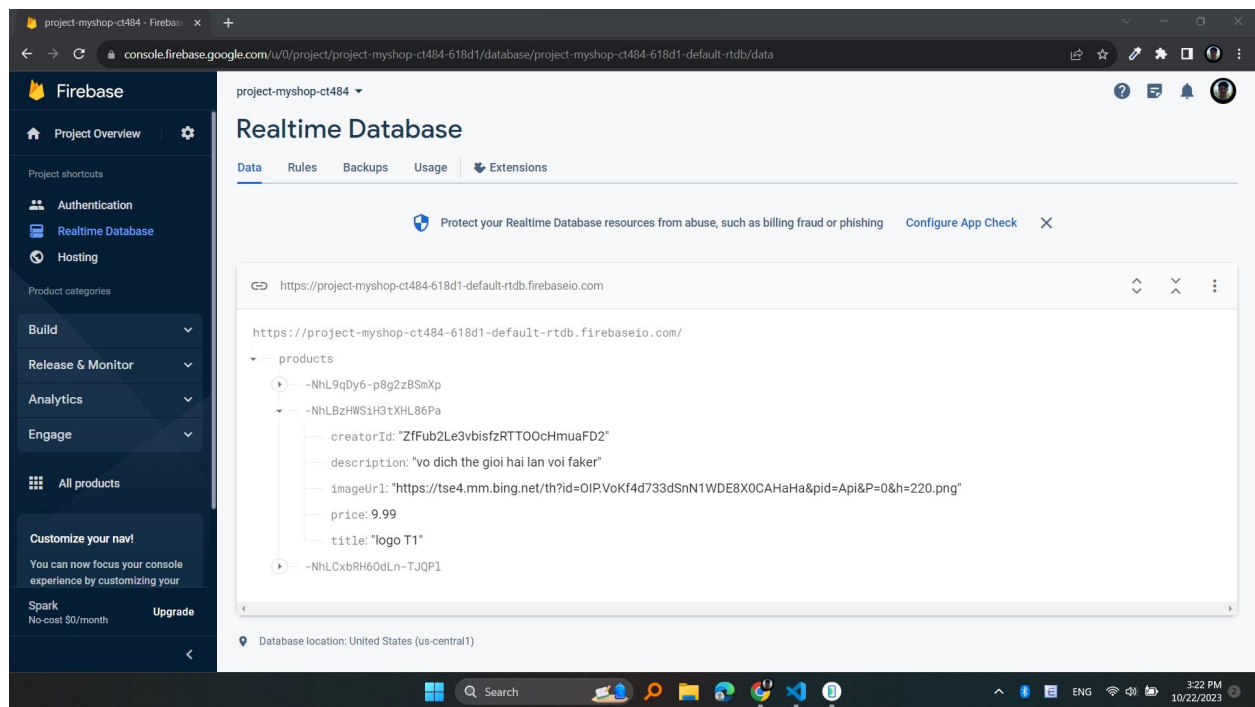 project-myshop-ct484 - Firebas
console.firebase.google.com/u/0/project/project-myshop-ct484-618d1/database/project-myshop-ct484-618d1-default-rtdb/data
Firebase
Project Overview
Project shortcuts
Authentication
Realtime Database
Hosting
Product categories
Build
Release & Monitor
Analytics
Engage
All products
Customize your nav!
You can now focus your console
experience by customizing your
Spark
No-cost $0/month
Upgrade
project-myshop-ct484
Realtime Database
Data Rules Backups Usage Extensions
Protect your Realtime Database resources from abuse, such as billing fraud or phishing Configure App Check
https://project-myshop-ct484-618d1-default-rtdb.firebaseio.com
https://project-myshop-ct484-618d1-default-rtdb.firebaseio.com/
products
-NhL9qDy6-p8g2zBSmXp
-NhLBzHWSiH3tXHL86Pa
creatorId: "ZfFub2Le3vbisfzRTTOOcHmuaFD2"
description: "vo dich the gioi hai lan voi faker"
imageUrl: "https://tse4.mm.bing.net/th?id=OIP.VoKf4d733dSnN1WDE8X0CAHaHa&pid=Api&P=0&h=220.png"
price: 9.99
title: "logo T1"
-NhLCxbRH6OdLn-TJQPl
Database location: United States (us-central1)
Search
ENG
3:22 PM
10/22/2023
2